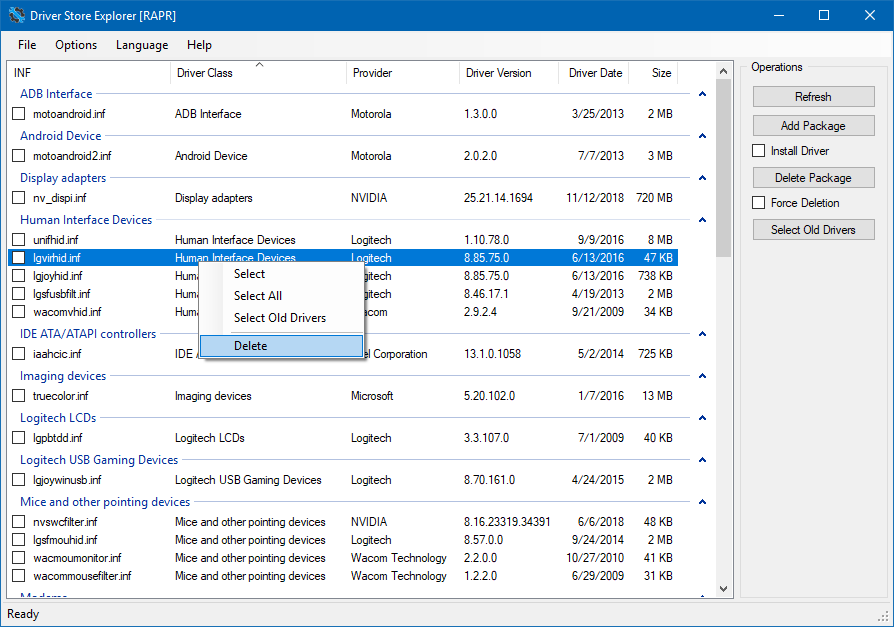 Driver Store Explorer [RAPR]
File Options Language Help
INF Driver Class Provider Driver Version Driver Date Size
ADB Interface
motoandroid.inf ADB Interface Motorola 1.3.0.0 3/25/2013 2 MB
Android Device
motoandroid2.inf Android Device Motorola 2.0.2.0 7/7/2013 3 MB
Display adapters
nv_dispi.inf Display adapters NVIDIA 25.21.14.1694 11/12/2018 720 MB
Human Interface Devices
unifhid.inf Human Interface Devices Logitech 1.10.78.0 9/9/2016 8 MB
lgvirhid.inf Human Interface Devices Logitech 8.85.75.0 6/13/2016 47 KB
lgjoyhid.inf Huma gitech 8.85.75.0 6/13/2016 738 KB
lgsfusbfilt.inf Huma gitech 8.46.17.1 4/19/2013 2 MB
wacomvhid.inf Huma acom 2.9.2.4 9/21/2009 34 KB
IDE ATA/ATAPI controllers
iaahcic.inf IDE A el Corporation 13.1.0.1058 5/2/2014 725 KB
Imaging devices
truecolor.inf Imaging devices Microsoft 5.20.102.0 1/7/2016 13 MB
Logitech LCDs
lgpbtdd.inf Logitech LCDs Logitech 3.3.107.0 7/1/2009 40 KB
Logitech USB Gaming Devices
lgjoywinusb.inf Logitech USB Gaming Devices Logitech 8.70.161.0 4/24/2015 2 MB
Mice and other pointing devices
nvswcfilter.inf Mice and other pointing devices NVIDIA 8.16.23319.34391 6/6/2018 48 KB
lgsfmouhid.inf Mice and other pointing devices Logitech 8.57.0.0 9/24/2014 2 MB
wacmoumonitor.inf Mice and other pointing devices Wacom Technology 2.2.0.0 10/27/2010 41 KB
wacommousefilter.inf Mice and other pointing devices Wacom Technology 1.2.2.0 6/29/2009 31 KB
Select
Select All
Select Old Drivers
Delete
Operations
Refresh
Add Package
Install Driver
Delete Package
Force Deletion
Select Old Drivers
Ready